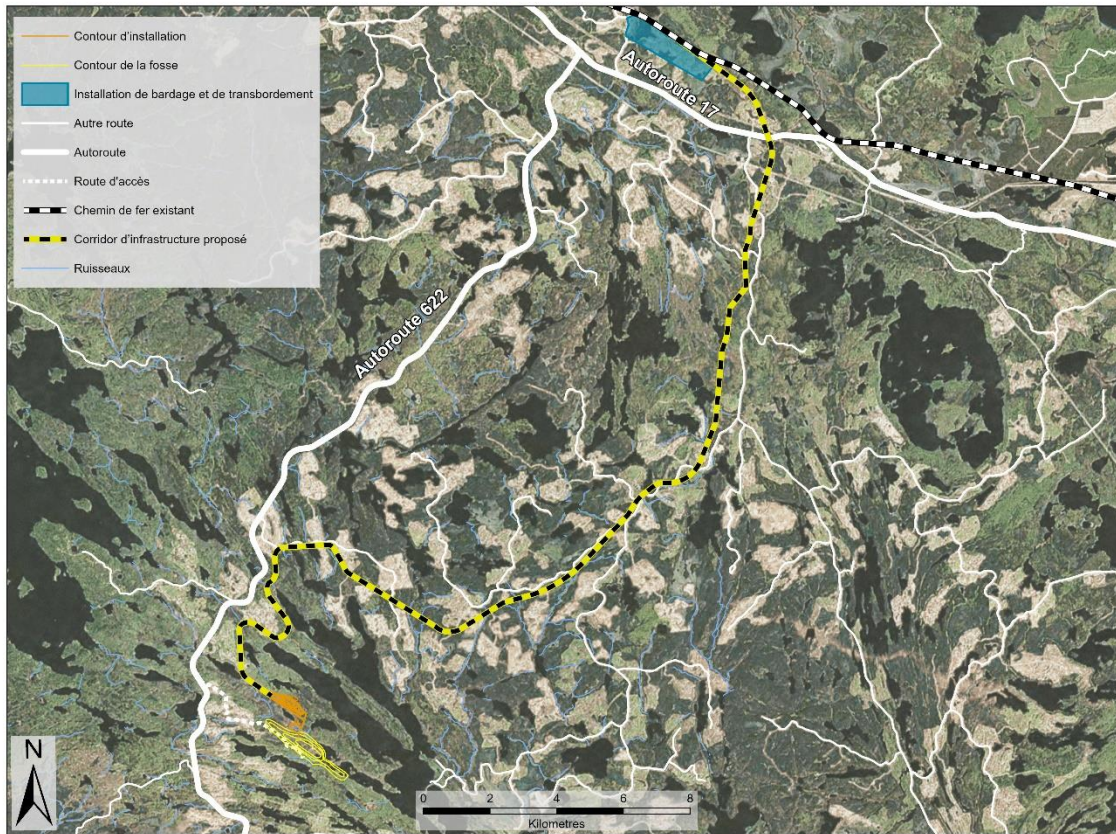 Contour d'installation
Contour de la fosse
Installation de bardage et de transbordement
Autre route
Autoroute
Route d'accès
Chemin de fer existant
Corridor d'infrastructure proposé
Ruisseaux
Autoroute 17
Autoroute 622
N
0 2 4 6 8
Kilometres